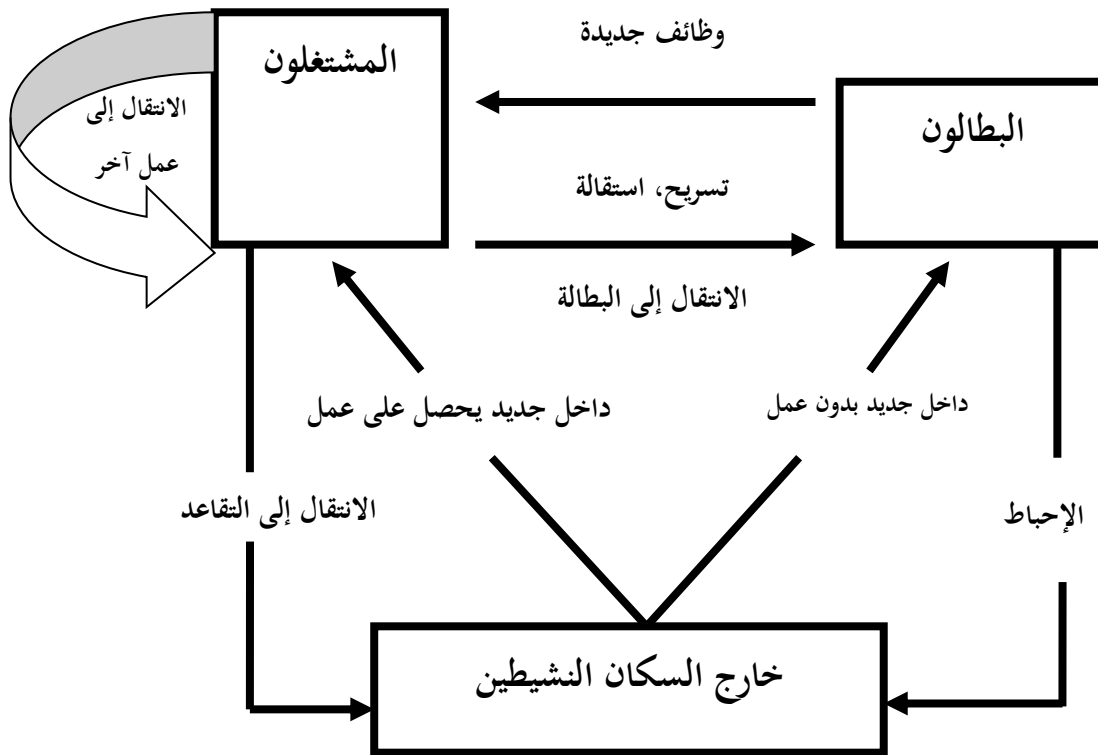 وظائف جديدة
المشتغلون
البطالون
الانتقال إلى
عمل آخر
تسريح، استقالة
الانتقال إلى البطالة
داخل جديد بدون عمل
داخل جديد يحصل على عمل
الإحباط
الانتقال إلى التقاعد
خارج السكان النشيطين